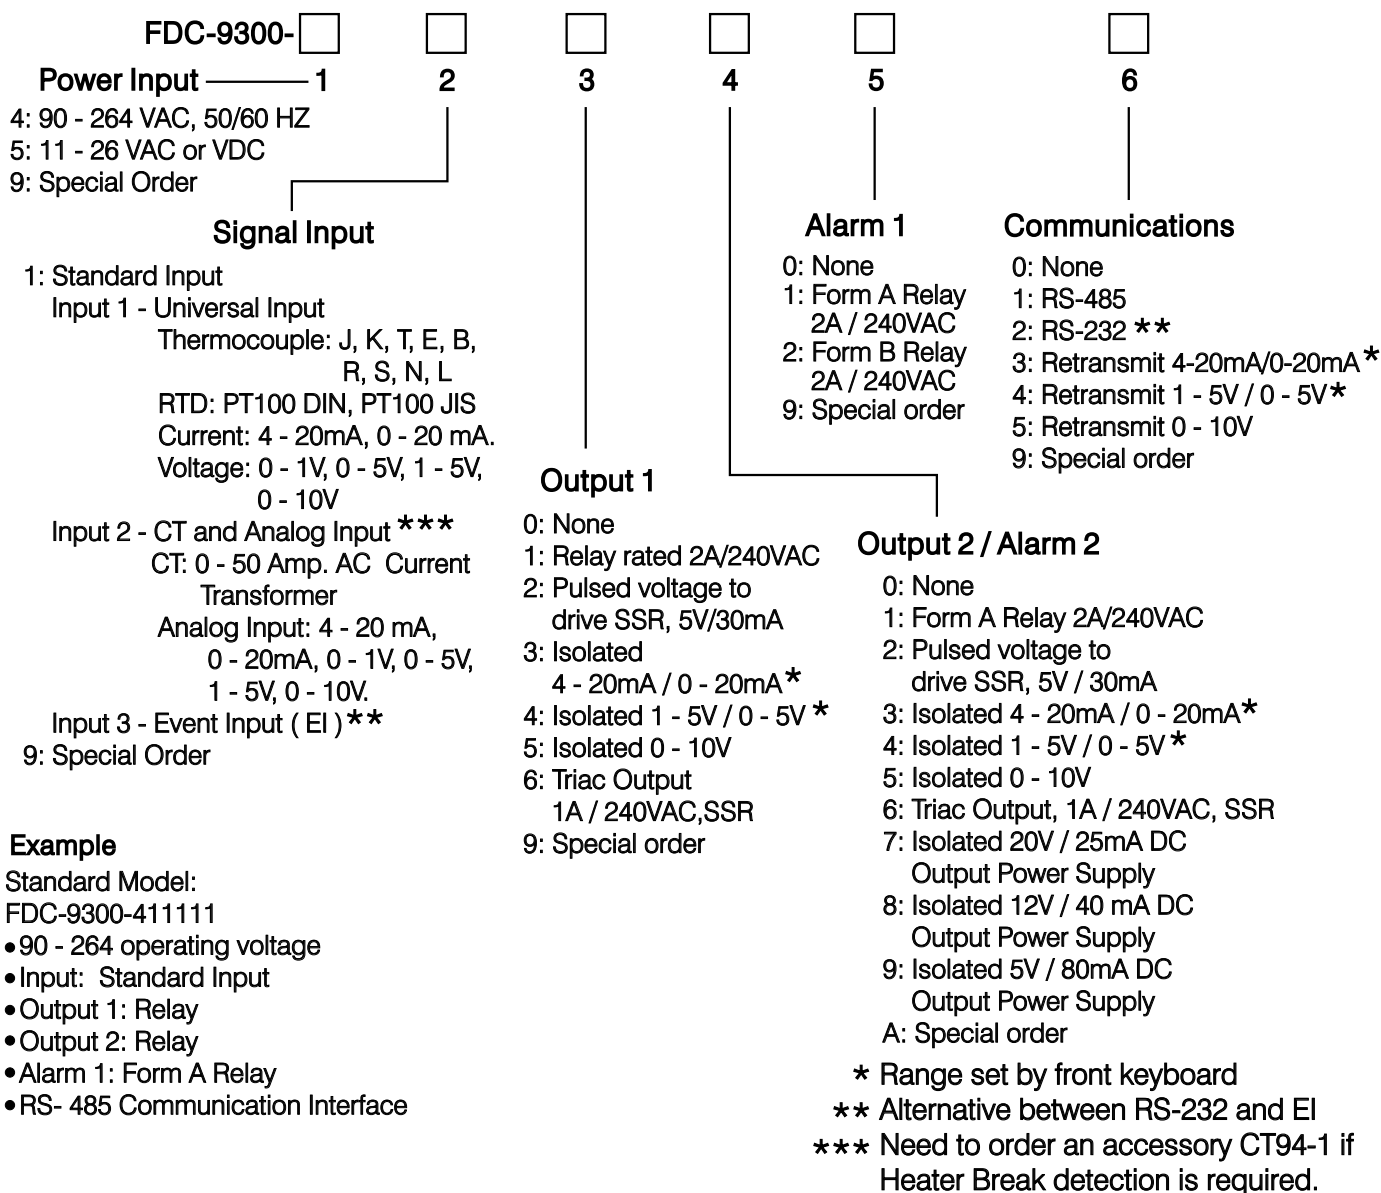 FDC-9300-
Power Input 1 2 3 4 5 6
4: 90 - 264 VAC, 50/60 HZ
5: 11 - 26 VAC or VDC
9: Special Order
Signal Input
1: Standard Input
Input 1 - Universal Input
Thermocouple: J, K, T, E, B,
R, S, N, L
RTD: PT100 DIN, PT100 JIS
Current: 4 - 20mA, 0 - 20 mA.
Voltage: 0 - 1V, 0 - 5V, 1 - 5V,
0 - 10V
Input 2 - CT and Analog Input ***
CT: 0 - 50 Amp. AC Current
Transformer
Analog Input: 4 - 20 mA,
0 - 20mA, 0 - 1V, 0 - 5V,
1 - 5V, 0 - 10V.
Input 3 - Event Input ( EI ) **
9: Special Order
Output 1
0: None
1: Relay rated 2A/240VAC
2: Pulsed voltage to
drive SSR, 5V/30mA
3: Isolated
4 - 20mA / 0 - 20mA *
4: Isolated 1 - 5V / 0 - 5V *
5: Isolated 0 - 10V
6: Triac Output
1A / 240VAC,SSR
9: Special order
Output 2 / Alarm 2
0: None
1: Form A Relay 2A/240VAC
2: Pulsed voltage to
drive SSR, 5V / 30mA
3: Isolated 4 - 20mA / 0 - 20mA *
4: Isolated 1 - 5V / 0 - 5V *
5: Isolated 0 - 10V
6: Triac Output, 1A / 240VAC, SSR
7: Isolated 20V / 25mA DC
Output Power Supply
8: Isolated 12V / 40 mA DC
Output Power Supply
9: Isolated 5V / 80mA DC
Output Power Supply
A: Special order
Alarm 1
0: None
1: Form A Relay
2A / 240VAC
2: Form B Relay
2A / 240VAC
9: Special order
Communications
0: None
1: RS-485
2: RS-232 **
3: Retransmit 4-20mA/0-20mA *
4: Retransmit 1 - 5V / 0 - 5V *
5: Retransmit 0 - 10V
9: Special order
Example
Standard Model:
FDC-9300-411111
• 90 - 264 operating voltage
• Input: Standard Input
• Output 1: Relay
• Output 2: Relay
• Alarm 1: Form A Relay
• RS- 485 Communication Interface
* Range set by front keyboard
** Alternative between RS-232 and EI
*** Need to order an accessory CT94-1 if
Heater Break detection is required.